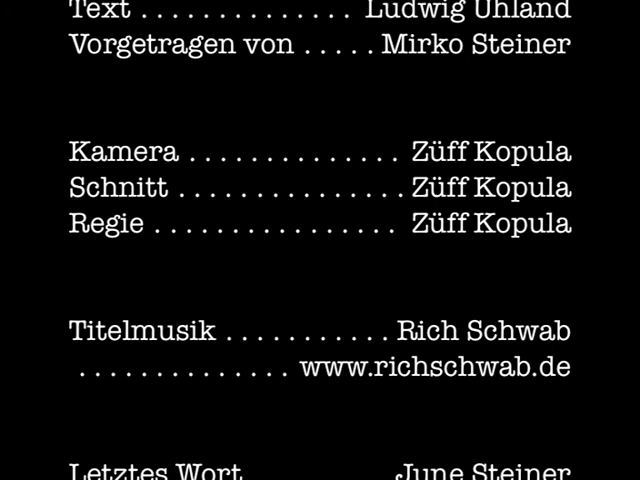 Text . . . . . . . . . . . . . . Ludwig Uhland
Vorgetragen von . . . . . Mirko Steiner
Kamera . . . . . . . . . . . . . . Züff Kopula
Schnitt . . . . . . . . . . . . . . . Züff Kopula
Regie . . . . . . . . . . . . . . . . Züff Kopula
Titelmusik . . . . . . . . . . . Rich Schwab
. . . . . . . . . . . . . . www.richschwab.de
Letztes Wort June Steiner